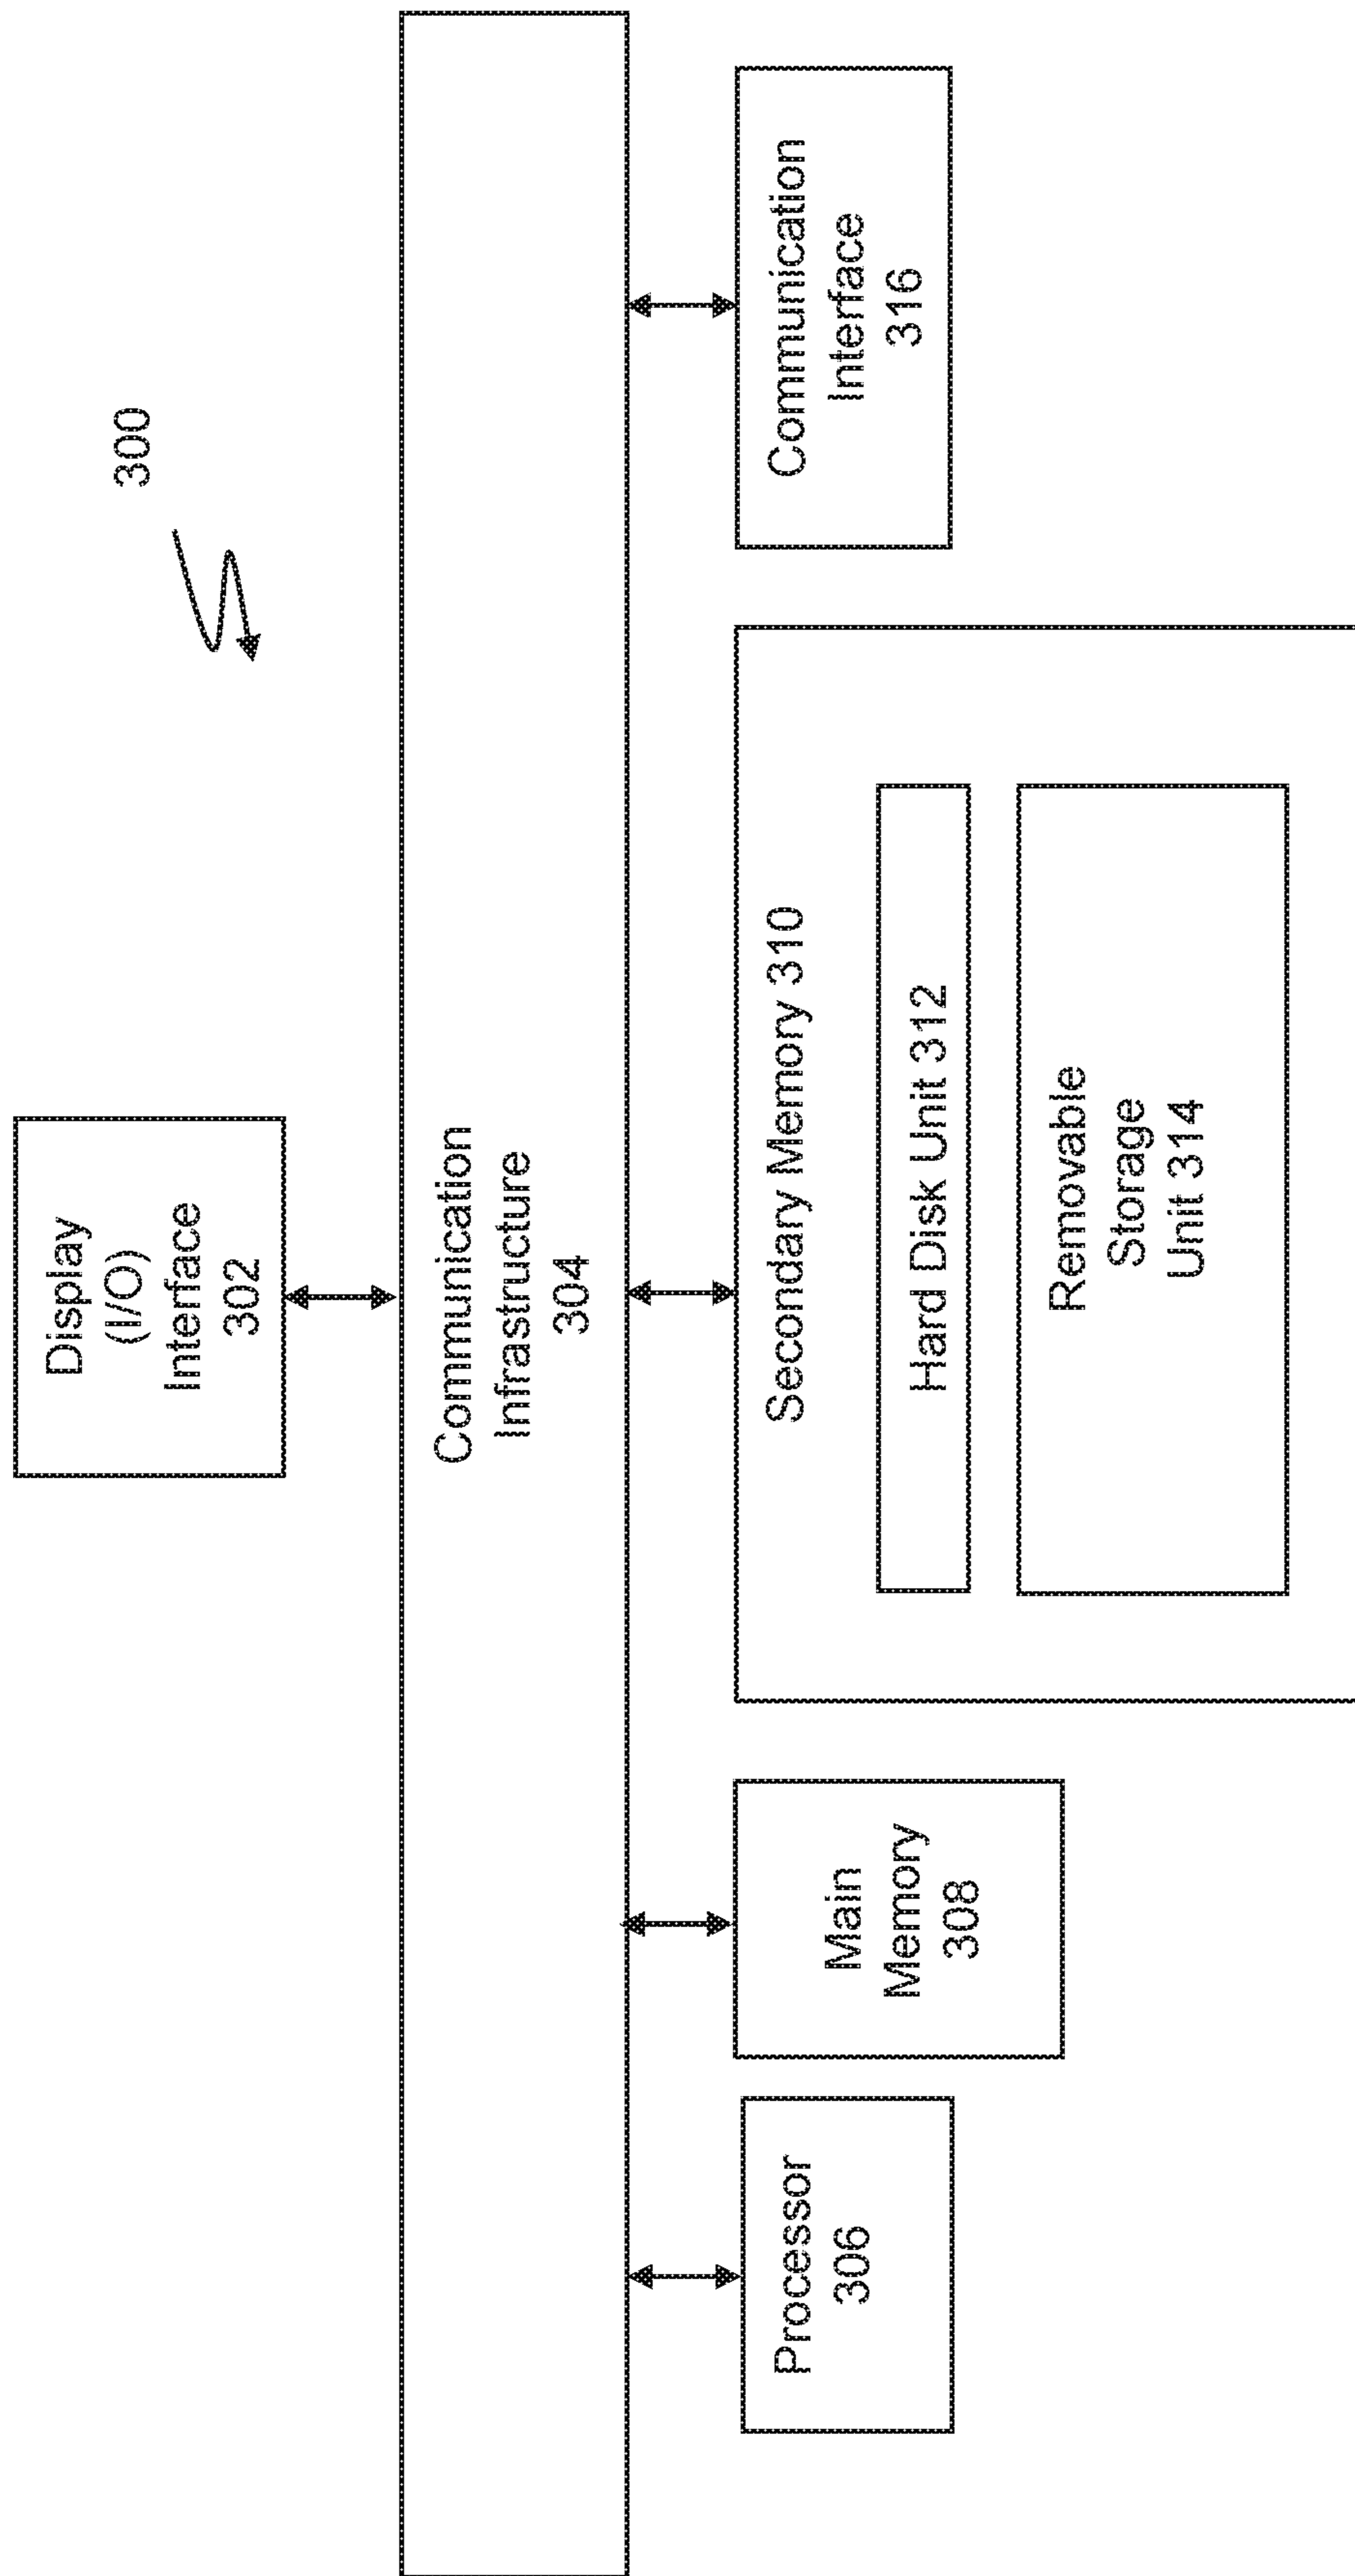 300
Display
(I/O)
Interface
302
Communication
Infrastructure
304
Processor
306
Main
Memory
308
Secondary Memory 310
Hard Disk Unit 312
Removable
Storage
Unit 314
Communication
Interface
316